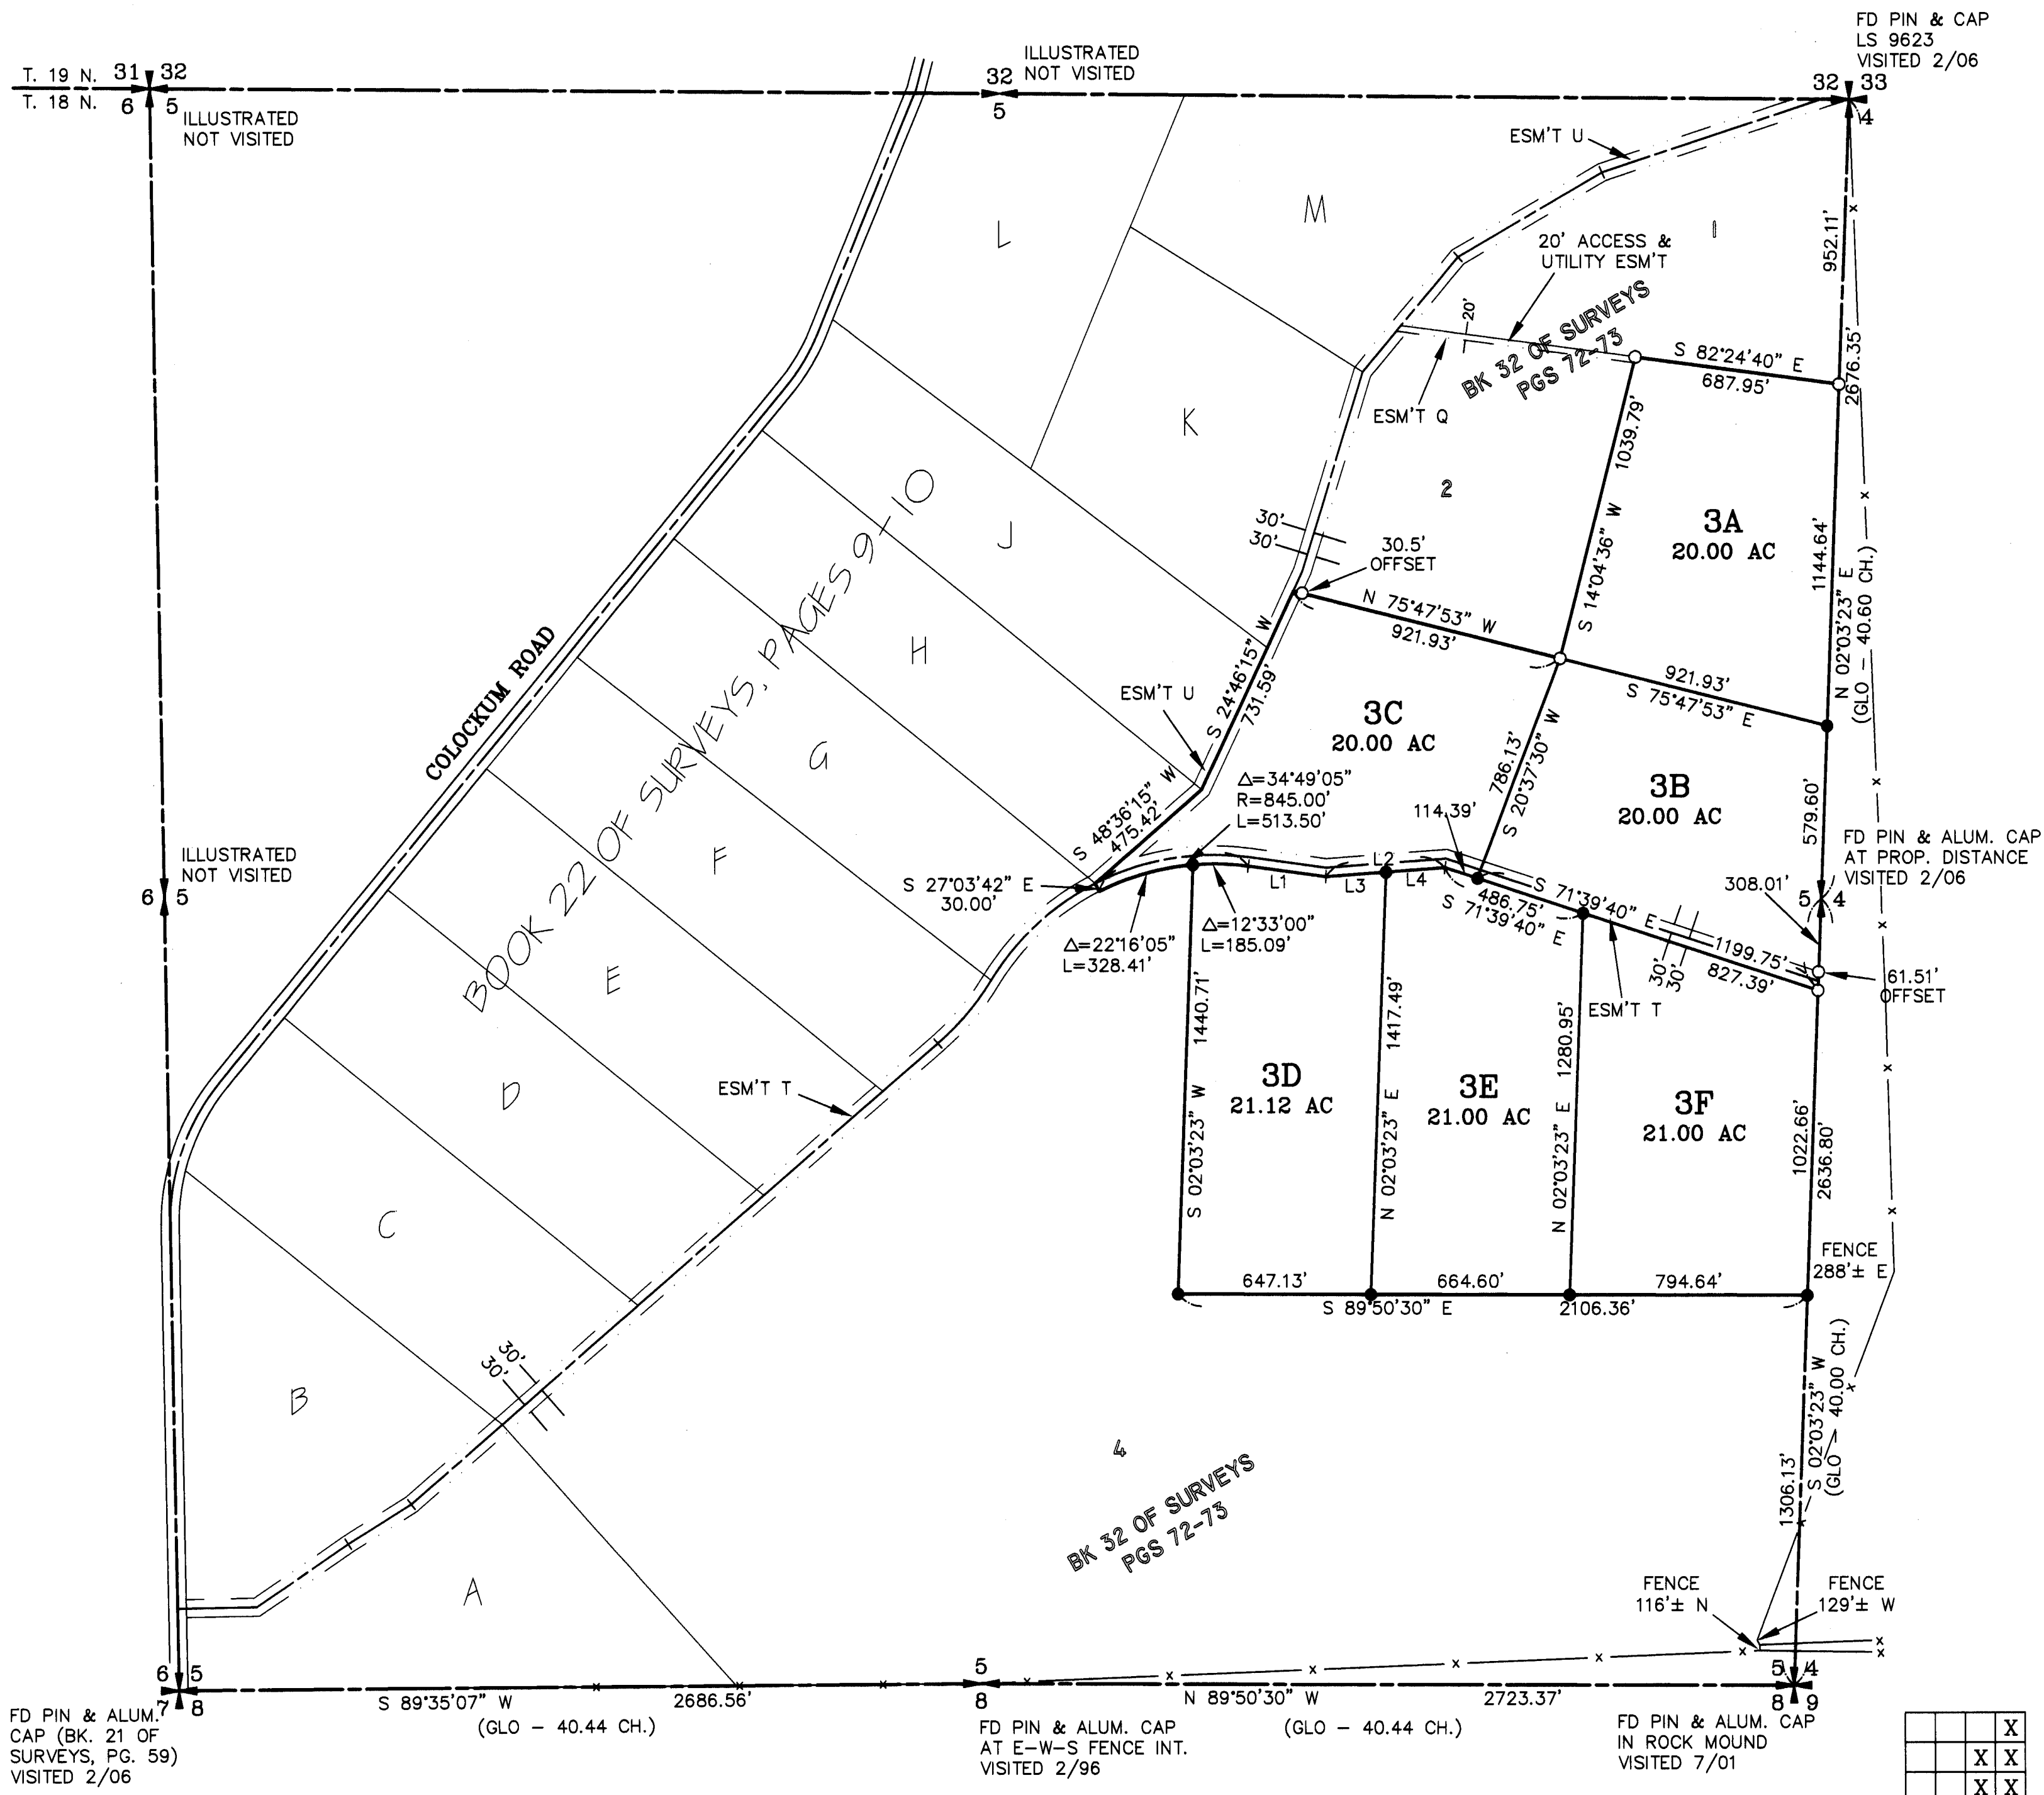 FD PIN & CAP
LS 9623
VISITED 2/06
T. 19 N.
T. 18 N.
31 32
6 5
ILLUSTRATED
NOT VISITED
32
5
ILLUSTRATED
NOT VISITED
32 33
4
ESM'T U
L
M
1
20' ACCESS &
UTILITY ESM'T
20'
BK 32 OF SURVEYS
PGS 72-73
ESM'T Q
952.11'
2676.35'
S 82°24'40" E
687.95'
1039.79'
S 14°04'36" W
K
2
J
30'
30'
30.5'
OFFSET
3A
20.00 AC
1144.64'
N 02°03'23" E
(GLO - 40.60 CH.)
N 75°47'53" W
921.93'
921.93'
S 75°47'53" E
COLOCKUM ROAD
BOOK 22 OF SURVEYS, PAGES 9-10
H
G
F
E
D
C
B
A
ESM'T U
S 24°46'15" W
731.59'
3C
20.00 AC
786.13'
S 20°37'30" W
3B
20.00 AC
579.60'
S 48°36'15" W
475.42'
Δ=34°49'05"
R=845.00'
L=513.50'
114.39'
L2
L1
L3
L4
FD PIN & ALUM. CAP
AT PROP. DISTANCE
VISITED 2/06
5 4
308.01'
ILLUSTRATED
NOT VISITED
6 5
S 27°03'42" E
30.00'
Δ=22°16'05"
L=328.41'
Δ=12°33'00"
L=185.09'
486.75'
S 71°39'40" E
S 71°39'40" E
1199.75'
827.39'
30'
30'
61.51'
OFFSET
ESM'T T
ESM'T T
1440.71'
S 02°03'23" W
3D
21.12 AC
1417.49'
N 02°03'23" E
3E
21.00 AC
1280.95'
N 02°03'23" E
3F
21.00 AC
1022.66'
2636.80'
FENCE
288'± E
647.13'
664.60'
794.64'
S 89°50'30" E
2106.36'
30'
30'
4
BK 32 OF SURVEYS
PGS 72-73
S 02°03'23" W
(GLO - 40.00 CH.)
1306.13'
FENCE
116'± N
FENCE
129'± W
6 5
7 8
S 89°35'07" W
2686.56'
(GLO - 40.44 CH.)
5
8
N 89°50'30" W
2723.37'
(GLO - 40.44 CH.)
5 4
8 9
FD PIN & ALUM.
CAP (BK. 21 OF
SURVEYS, PG. 59)
VISITED 2/06
FD PIN & ALUM. CAP
AT E-W-S FENCE INT.
VISITED 2/96
FD PIN & ALUM. CAP
IN ROCK MOUND
VISITED 7/01
X
X X
X X